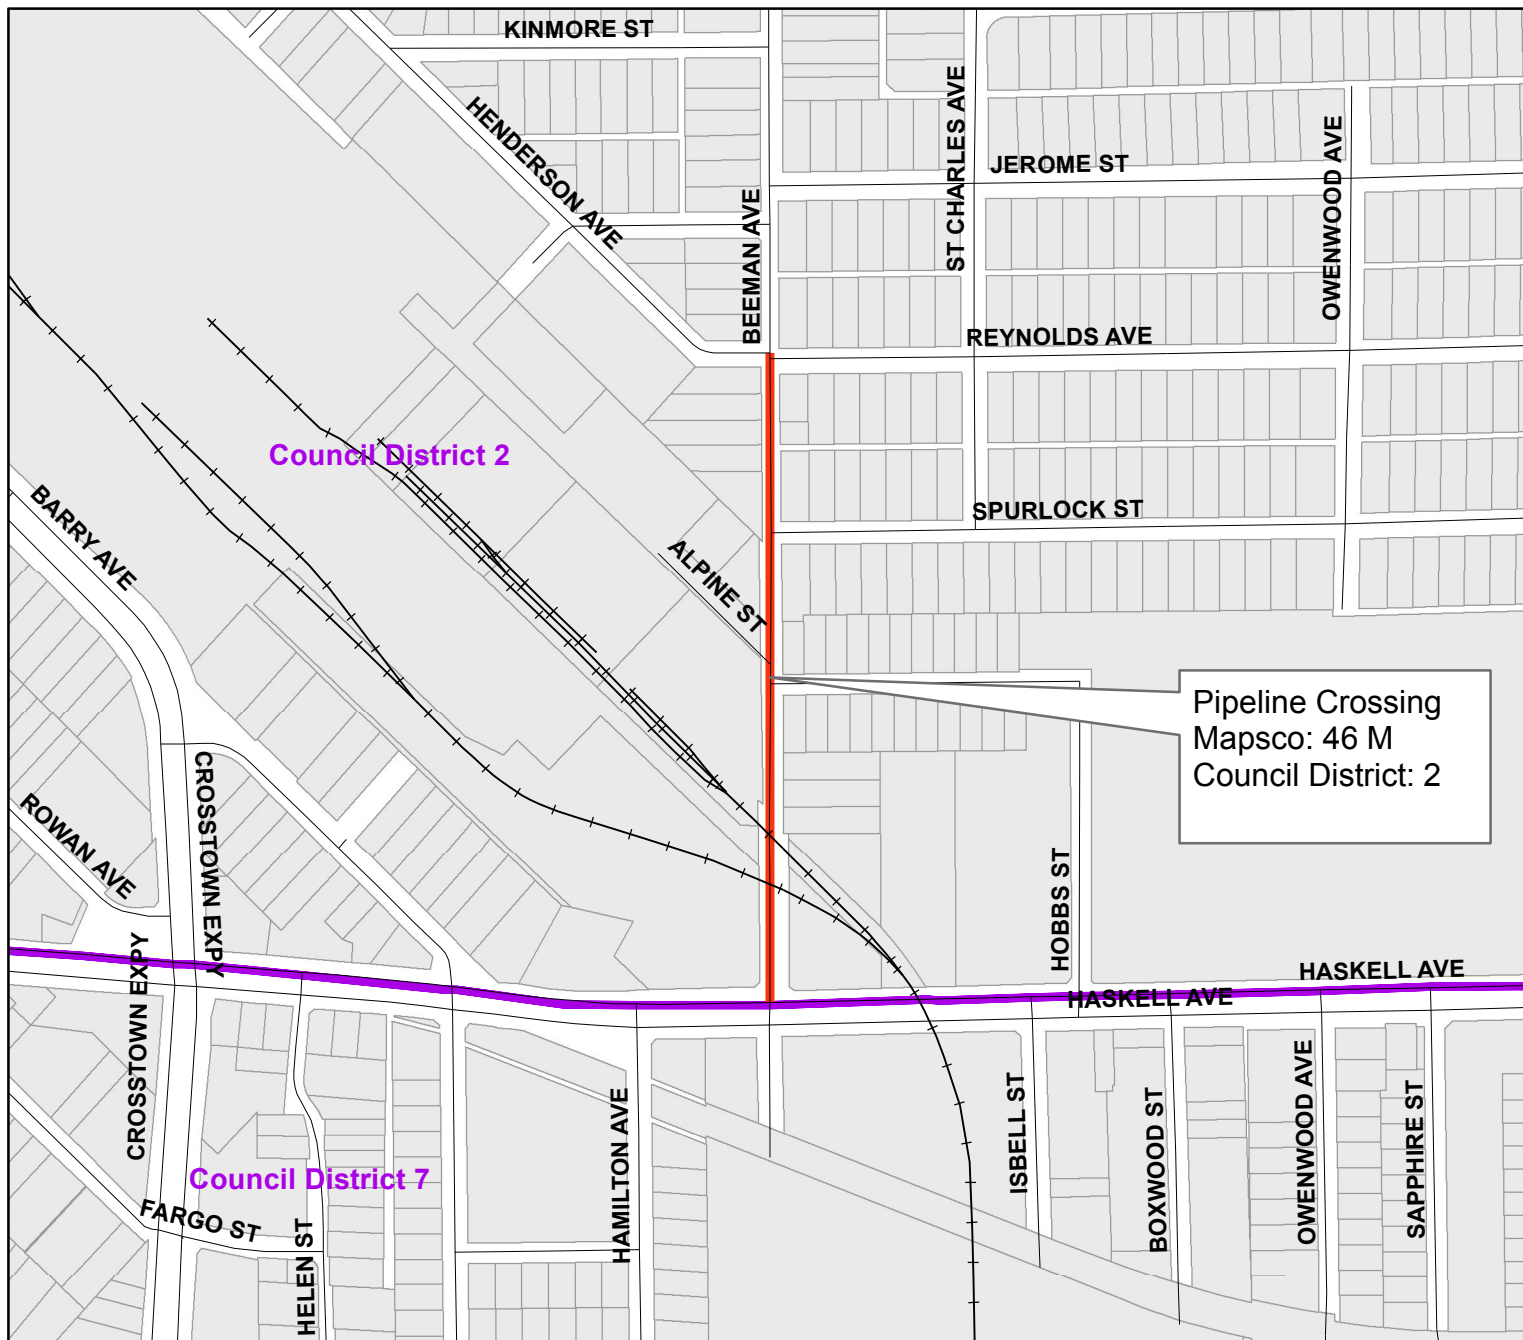 KINMORE ST
HENDERSON AVE
ST CHARLES AVE
JEROME ST
OWENWOOD AVE
BEEMAN AVE
REYNOLDS AVE
Council District 2
BARRY AVE
SPURLOCK ST
ALPINE ST
Pipeline Crossing
Mapsco: 46 M
Council District: 2
CROSSTOWN EXPY
ROWAN AVE
HOBBS ST
CROSSTOWN EXPY
HASKELL AVE
HASKELL AVE
HAMILTON AVE
ISBELL ST
BOXWOOD ST
OWENWOOD AVE
SAPPHIRE ST
Council District 7
FARGO ST
HELEN ST